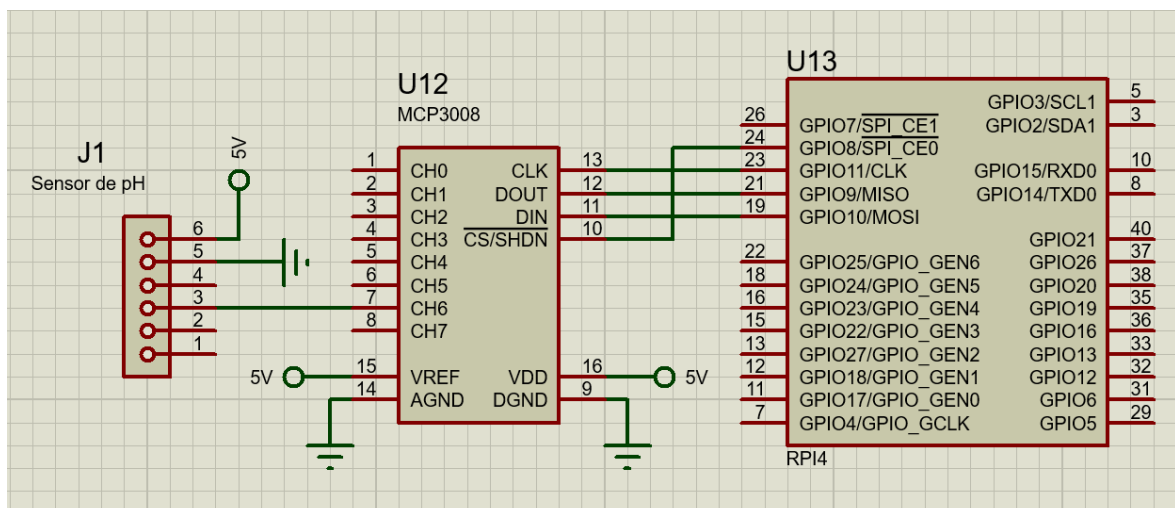 J1
Sensor de pH
5V
6
5
4
3
2
1
U12
MCP3008
1 CH0
2 CH1
3 CH2
4 CH3
5 CH4
6 CH5
7 CH6
8 CH7
5V 15 VREF
14 AGND
CLK 13
DOUT 12
DIN 11
CS/SHDN 10
VDD 16 5V
DGND 9
U13
26 GPIO7/SPI_CE1
24 GPIO8/SPI_CE0
23 GPIO11/CLK
21 GPIO9/MISO
19 GPIO10/MOSI
22 GPIO25/GPIO_GEN6
18 GPIO24/GPIO_GEN5
16 GPIO23/GPIO_GEN4
15 GPIO22/GPIO_GEN3
13 GPIO27/GPIO_GEN2
12 GPIO18/GPIO_GEN1
11 GPIO17/GPIO_GEN0
7 GPIO4/GPIO_GCLK
GPIO3/SCL1 5
GPIO2/SDA1 3
GPIO15/RXD0 10
GPIO14/TXD0 8
GPIO21 40
GPIO26 37
GPIO20 38
GPIO19 35
GPIO16 36
GPIO13 33
GPIO12 32
GPIO6 31
GPIO5 29
RPI4